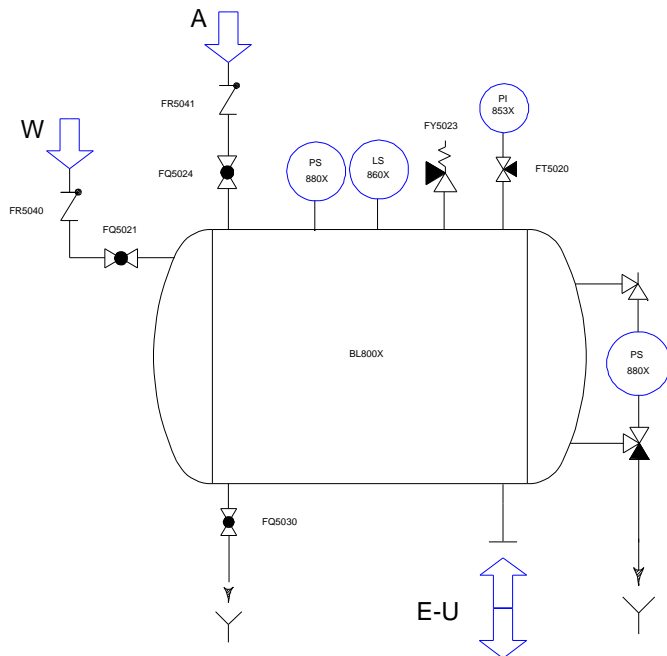 A
FR5041
W
PI
853X
FY5023
PS
880X
LS
860X
FQ5024
FT5020
FR5040
FQ5021
BL800X
PS
880X
FQ5030
E-U